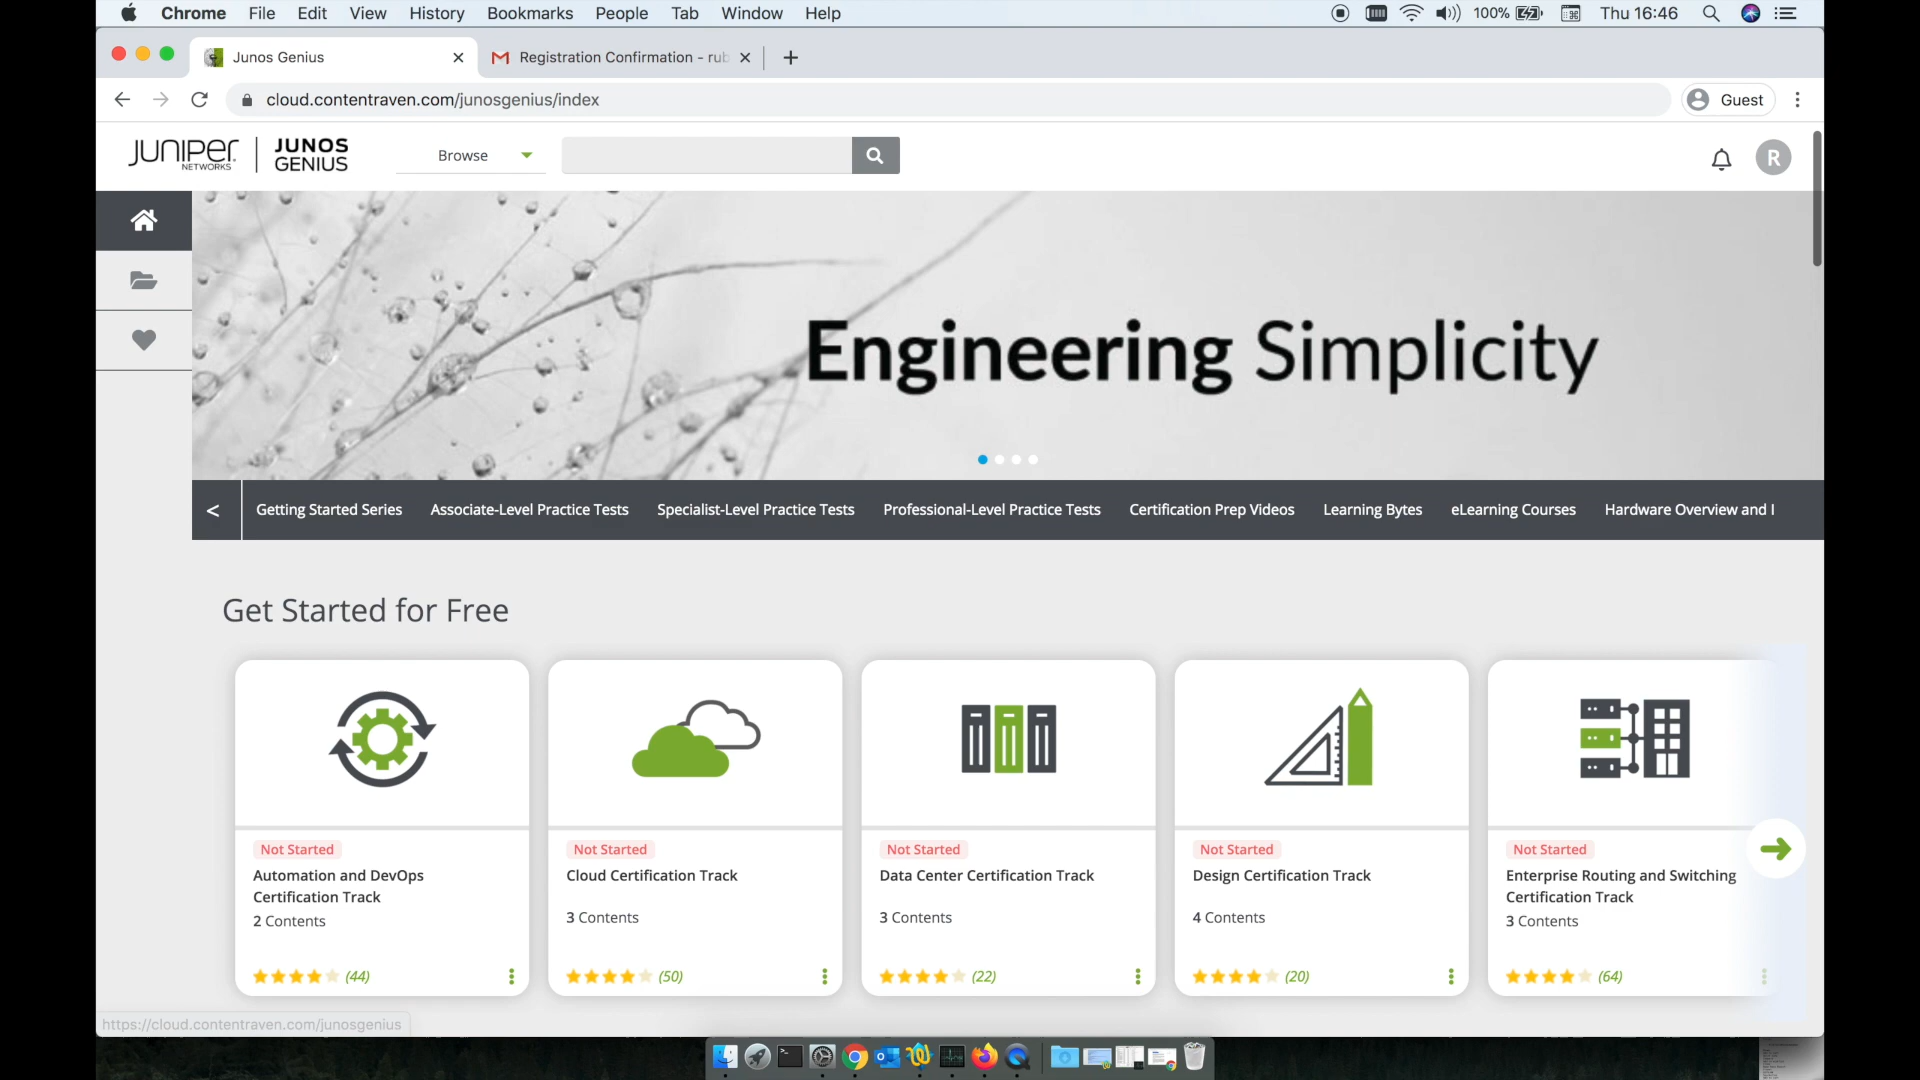 Chrome File Edit View History Bookmarks People Tab Window Help 100% Thu 16:46
Junos Genius Registration Confirmation - rub
cloud.contentraven.com/junosgenius/index Guest
JUNIPER NETWORKS JUNOS GENIUS Browse R
Engineering Simplicity
< Getting Started Series Associate-Level Practice Tests Specialist-Level Practice Tests Professional-Level Practice Tests Certification Prep Videos Learning Bytes eLearning Courses Hardware Overview and I
Get Started for Free
Not Started Not Started Not Started Not Started Not Started
Automation and DevOps Certification Track Cloud Certification Track Data Center Certification Track Design Certification Track Enterprise Routing and Switching Certification Track
2 Contents 3 Contents 3 Contents 4 Contents 3 Contents
(44) (50) (22) (20) (64)
https://cloud.contentraven.com/junosgenius